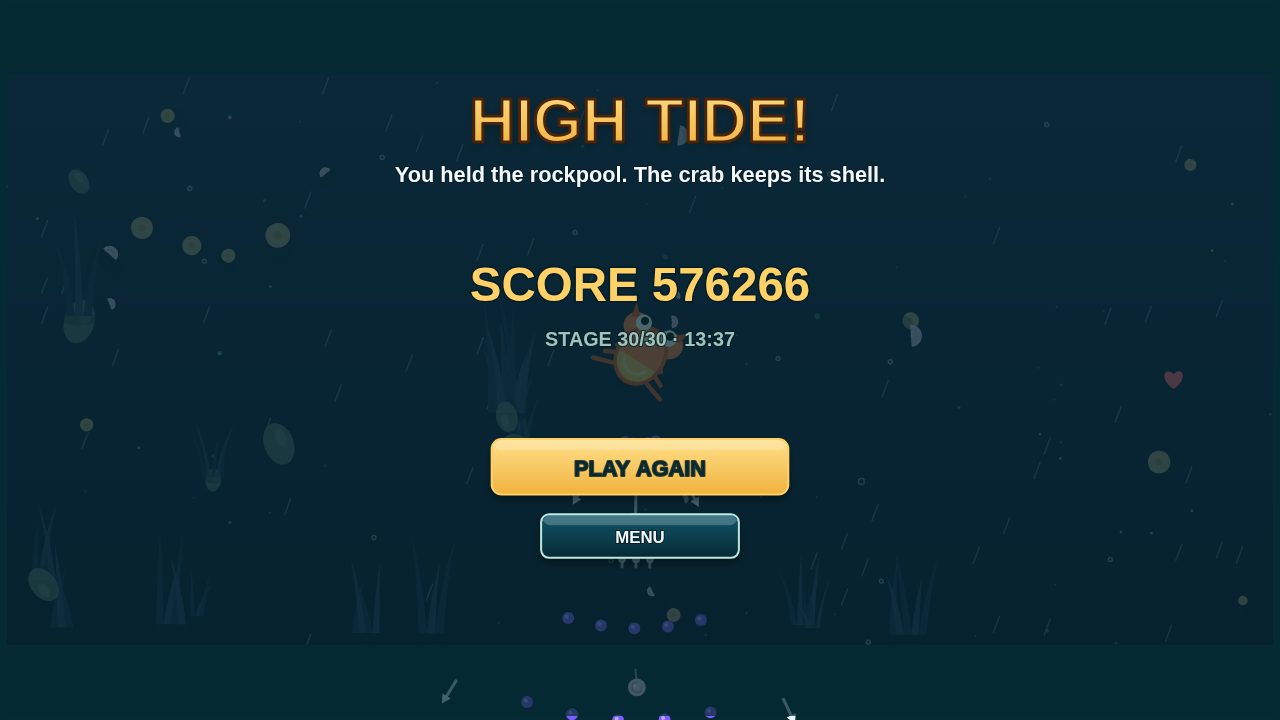 HIGH TIDE!
You held the rockpool. The crab keeps its shell.
SCORE 576266
STAGE 30/30 · 13:37
PLAY AGAIN
MENU